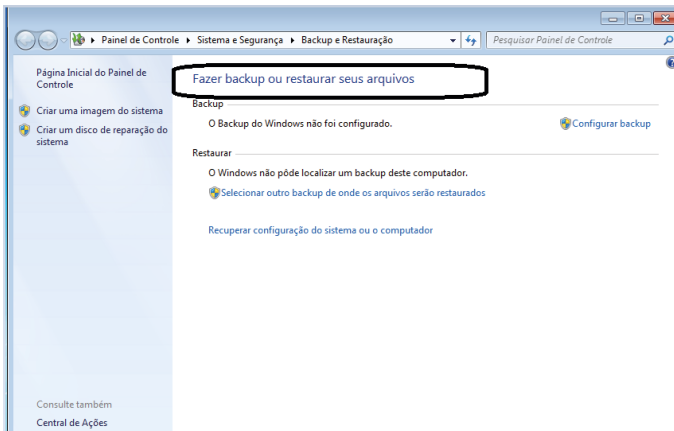 Painel de Controle ▸ Sistema e Segurança ▸ Backup e Restauração
Pesquisar Painel de Controle
Página Inicial do Painel de
Controle
Criar uma imagem do sistema
Criar um disco de reparação do
sistema
Consulte também
Central de Ações
Fazer backup ou restaurar seus arquivos
Backup
O Backup do Windows não foi configurado.
Configurar backup
Restaurar
O Windows não pôde localizar um backup deste computador.
Selecionar outro backup de onde os arquivos serão restaurados
Recuperar configuração do sistema ou o computador